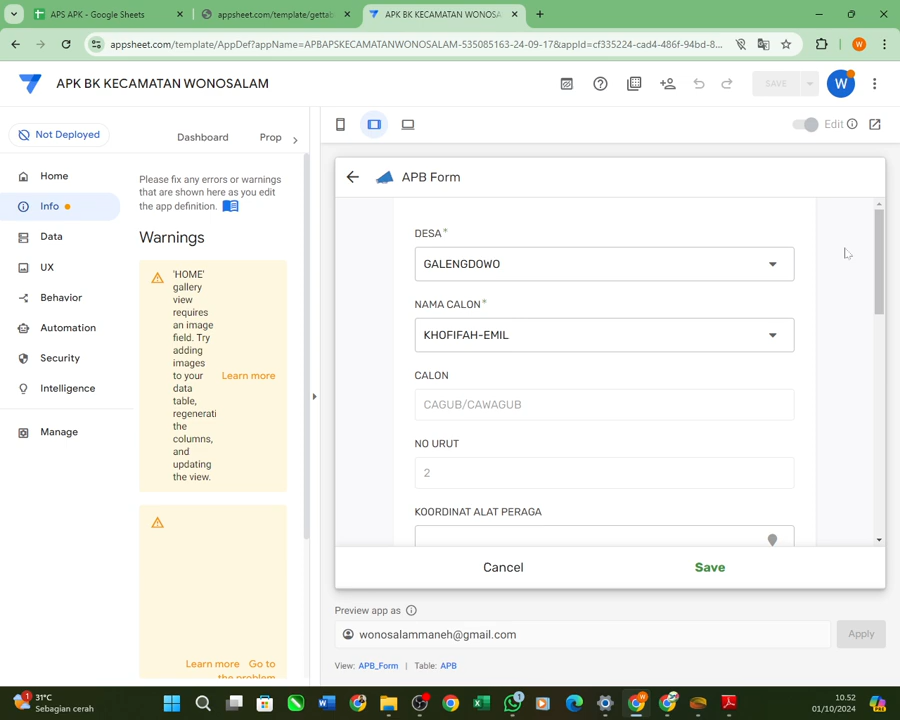 APS APK - Google Sheets
appsheet.com/template/gettab
APK BK KECAMATAN WONOSA
appsheet.com/template/AppDef?appName=APBAPSKECAMATANWONOSALAM-535085163-24-09-17&appId=cf335224-cad4-486f-94bd-8...
W
APK BK KECAMATAN WONOSALAM
SAVE
W
Not Deployed
Dashboard
Prop
Edit
Home
Info
Data
UX
Behavior
Automation
Security
Intelligence
Manage
Please fix any errors or warnings
that are shown here as you edit
the app definition.
Warnings
'HOME'
gallery
view
requires
an image
field. Try
adding
images
to your
data
table,
regenerati
the
columns,
and
updating
the view.
Learn more
Learn more Go to
the problem
APB Form
DESA*
GALENGDOWO
NAMA CALON*
KHOFIFAH-EMIL
CALON
CAGUB/CAWAGUB
NO URUT
2
KOORDINAT ALAT PERAGA
Cancel
Save
Preview app as
wonosalammaneh@gmail.com
Apply
View: APB_Form | Table: APB
31°C
Sebagian cerah
10.52
01/10/2024